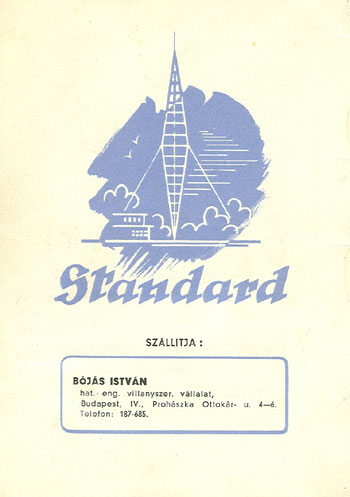 Standard
SZÁLLITJA :
BÓJÁS ISTVÁN
hat. eng. villanyszer. vállalat,
Budapest, IV., Prohászka Ottokár- u. 4—6.
Telefon: 187-685.